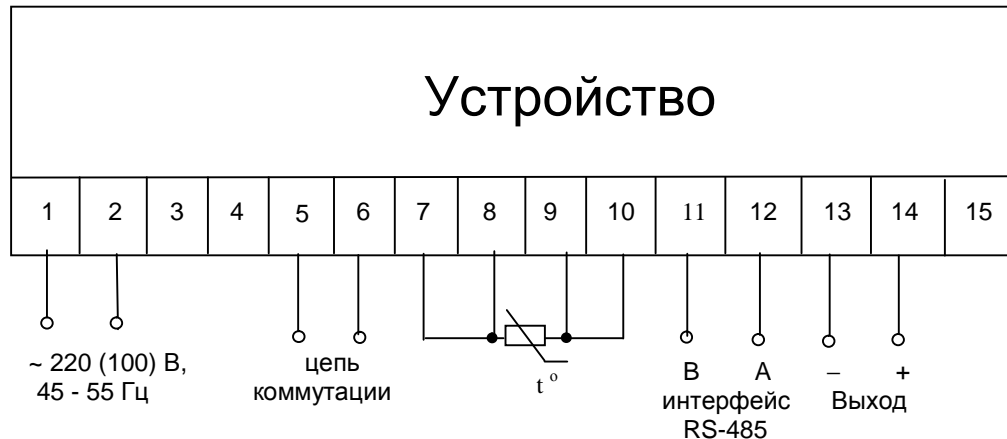 Устройство
1 2 3 4 5 6 7 8 9 10 11 12 13 14 15
~ 220 (100) В,
45 - 55 Гц
цепь
коммутации
t °
B A
интерфейс
RS-485
– +
Выход